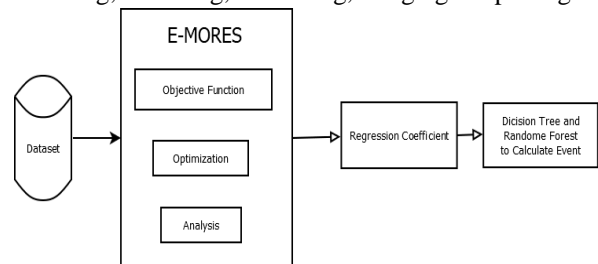 E-MORES
Objective Function
Dataset
Optimization
Analysis
Regression Coefficient
Dicision Tree and
Randome Forest
to Calculate Event